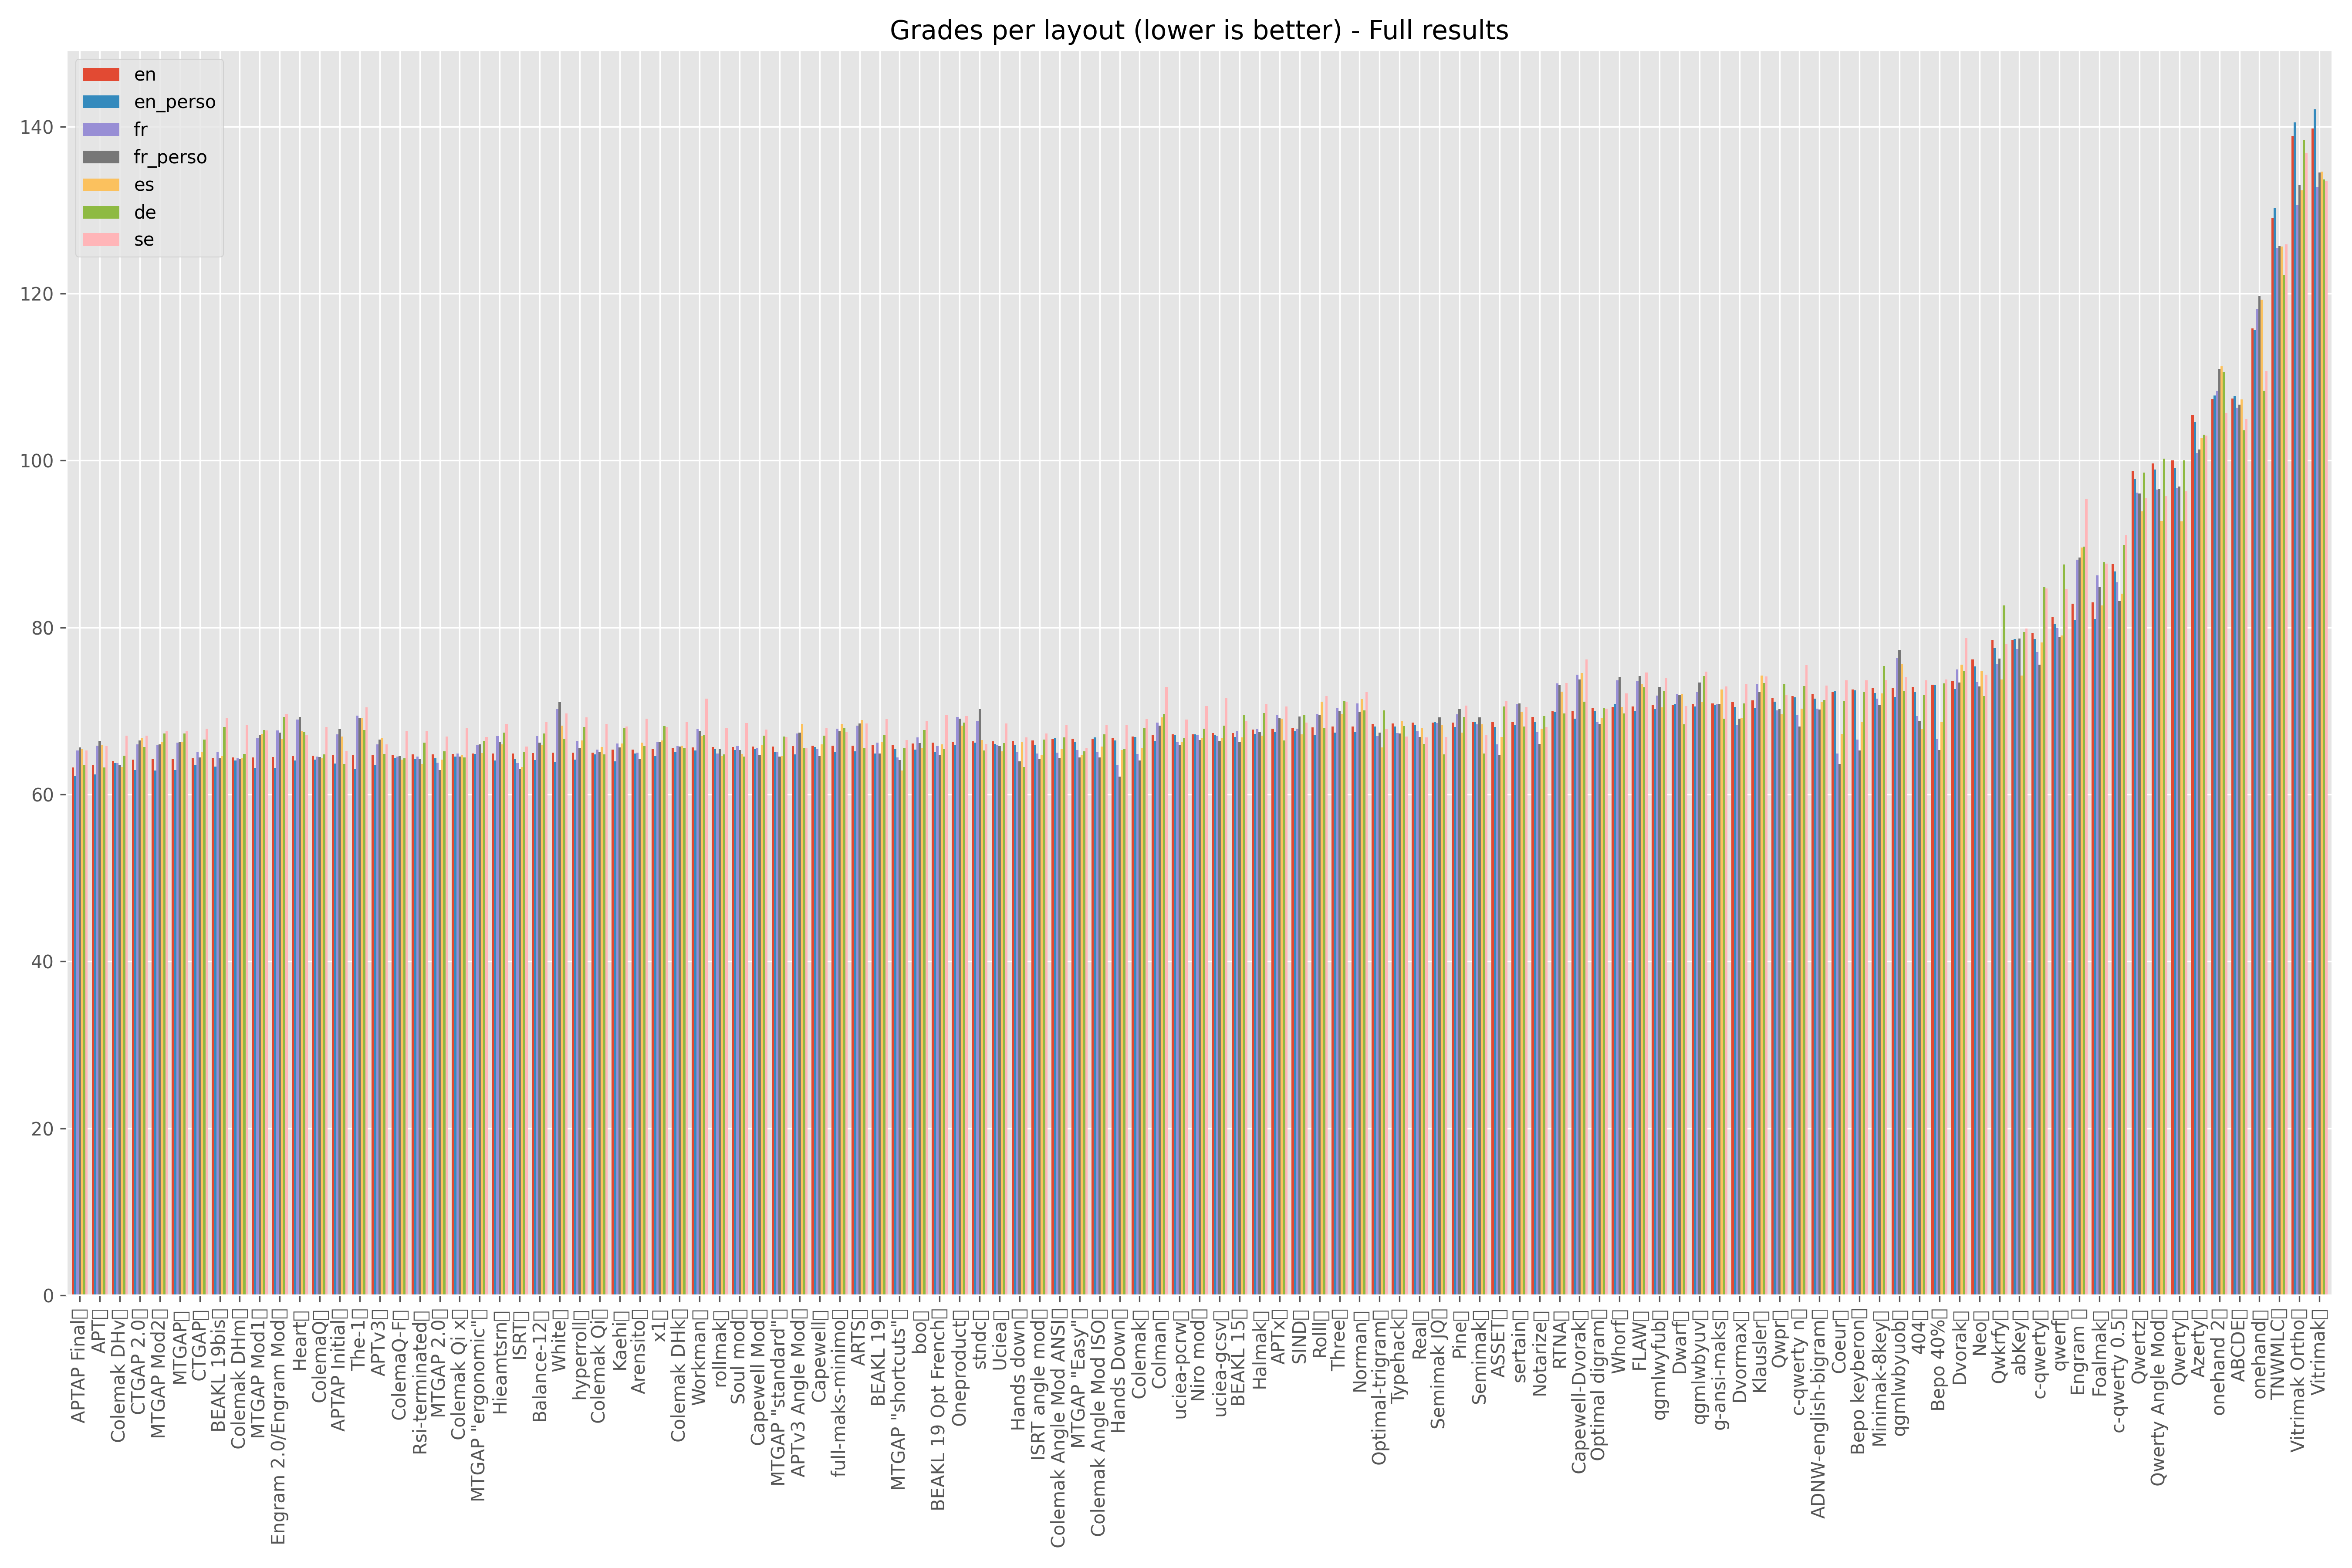 Grades per layout (lower is better) - Full results
en
en_perso
fr
fr_perso
es
de
se
140
120
100
80
60
40
20
0
APTAP Final▯
APT▯
Colemak DHv▯
CTGAP 2.0▯
MTGAP Mod2▯
MTGAP▯
CTGAP▯
BEAKL 19bis▯
Colemak DHm▯
MTGAP Mod1▯
Engram 2.0/Engram Mod▯
Heart▯
ColemaQ▯
APTAP Initial▯
The-1▯
APTv3▯
ColemaQ-F▯
Rsi-terminated▯
MTGAP 2.0▯
Colemak Qi x▯
MTGAP "ergonomic"▯
Hieamtsrn▯
ISRT▯
Balance-12▯
White▯
hyperroll▯
Colemak Qi▯
Kaehi▯
Arensito▯
x1▯
Colemak DHk▯
Workman▯
rollmak▯
Soul mod▯
Capewell Mod▯
MTGAP "standard"▯
APTv3 Angle Mod▯
Capewell▯
full-maks-minimo▯
ARTS▯
BEAKL 19▯
MTGAP "shortcuts"▯
boo▯
BEAKL 19 Opt French▯
Oneproduct▯
stndc▯
Uciea▯
Hands down▯
ISRT angle mod▯
Colemak Angle Mod ANSI▯
MTGAP "Easy"▯
Colemak Angle Mod ISO▯
Hands Down▯
Colemak▯
Colman▯
uciea-pcrw▯
Niro mod▯
uciea-gcsv▯
BEAKL 15▯
Halmak▯
APTx▯
SIND▯
Rolll▯
Three▯
Norman▯
Optimal-trigram▯
Typehack▯
Real▯
Semimak JQ▯
Pine▯
Semimak▯
ASSET▯
sertain▯
Notarize▯
RTNA▯
Capewell-Dvorak▯
Optimal digram▯
Whorf▯
FLAW▯
qgmlwyfub▯
Dwarf▯
qgmlwbyuv▯
g-ansi-maks▯
Dvormax▯
Klausler▯
Qwpr▯
c-qwerty n▯
ADNW-english-bigram▯
Coeur▯
Bepo keyberon▯
Minimak-8key▯
qgmlwbyuob▯
404▯
Bepo 40%▯
Dvorak▯
Neo▯
Qwkrfy▯
abKey▯
c-qwerty▯
qwerf▯
Engram ▯
Foalmak▯
c-qwerty 0.5▯
Qwertz▯
Qwerty Angle Mod▯
Qwerty▯
Azerty▯
onehand 2▯
ABCDE▯
onehand▯
TNWMLC▯
Vitrimak Ortho▯
Vitrimak▯